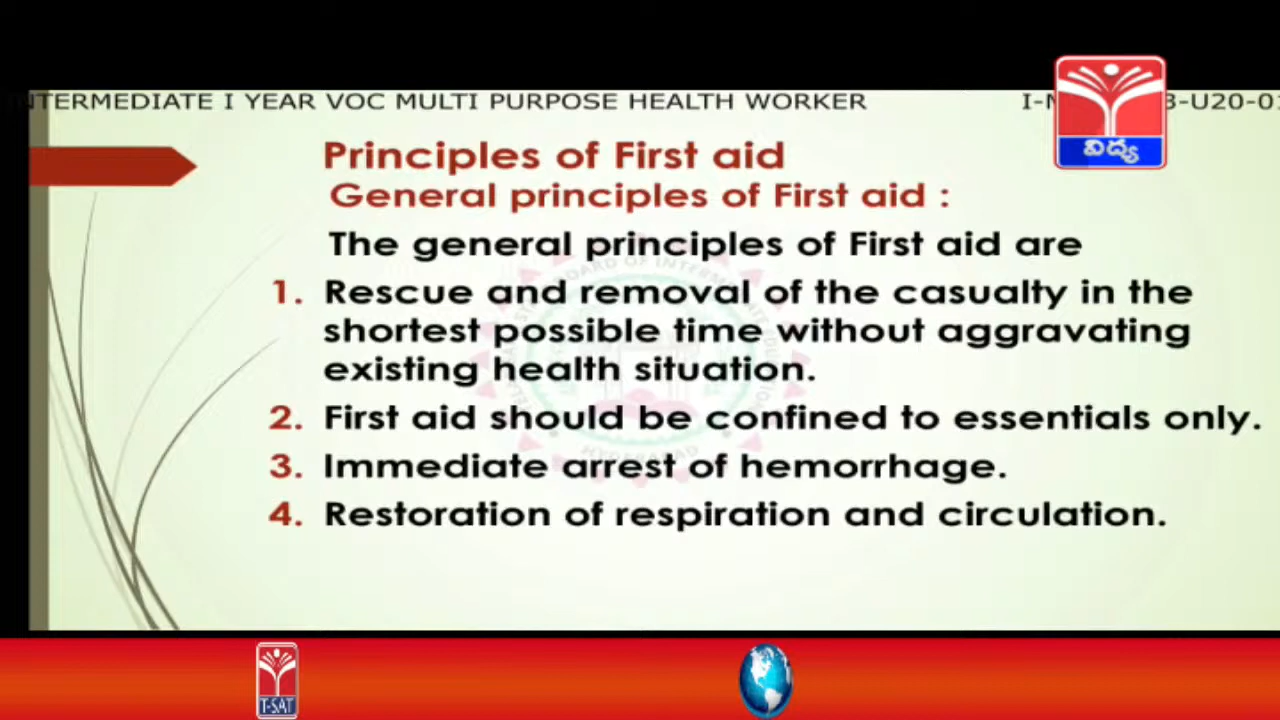 INTERMEDIATE I YEAR VOC MULTI PURPOSE HEALTH WORKER
విద్య
Principles of First aid
General principles of First aid :
The general principles of First aid are
1. Rescue and removal of the casualty in the
shortest possible time without aggravating
existing health situation.
2. First aid should be confined to essentials only.
3. Immediate arrest of hemorrhage.
4. Restoration of respiration and circulation.
T-SAT